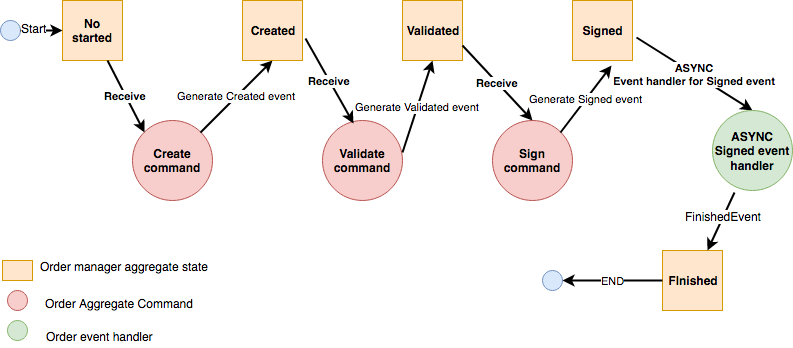 Start
No
started
Created
Validated
Signed
Receive
Generate Created event
Receive
Generate Validated event
Receive
Generate Signed event
ASYNC
Event handler for Signed event
Create
command
Validate
command
Sign
command
ASYNC
Signed event
handler
FinishedEvent
FInished
END
Order manager aggregate state
Order Aggregate Command
Order event handler